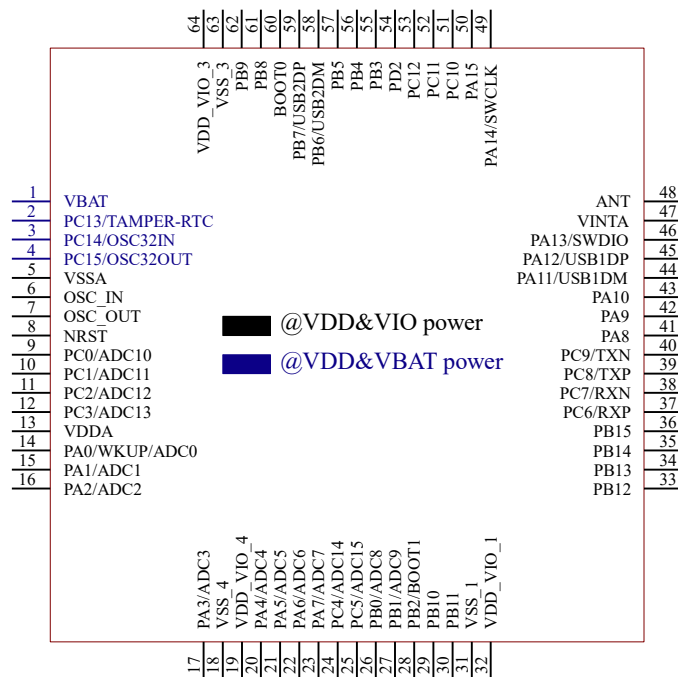 64 63 62 61 60 59 58 57 56 55 54 53 52 51 50 49
VDD_VIO_3
VSS_3
PB9
PB8
BOOT0
PB7/USB2DP
PB6/USB2DM
PB5
PB4
PB3
PD2
PC12
PC11
PC10
PA15
PA14/SWCLK
1 VBAT
2 PC13/TAMPER-RTC
3 PC14/OSC32IN
4 PC15/OSC32OUT
5 VSSA
6 OSC_IN
7 OSC_OUT
8 NRST
9 PC0/ADC10
10 PC1/ADC11
11 PC2/ADC12
12 PC3/ADC13
13 VDDA
14 PA0/WKUP/ADC0
15 PA1/ADC1
16 PA2/ADC2
@VDD&VIO power
@VDD&VBAT power
ANT 48
VINTA 47
PA13/SWDIO 46
PA12/USB1DP 45
PA11/USB1DM 44
PA10 43
PA9 42
PA8 41
PC9/TXN 40
PC8/TXP 39
PC7/RXN 38
PC6/RXP 37
PB15 36
PB14 35
PB13 34
PB12 33
PA3/ADC3
VSS_4
VDD_VIO_4
PA4/ADC4
PA5/ADC5
PA6/ADC6
PA7/ADC7
PC4/ADC14
PC5/ADC15
PB0/ADC8
PB1/ADC9
PB2/BOOT1
PB10
PB11
VSS_1
VDD_VIO_1
17 18 19 20 21 22 23 24 25 26 27 28 29 30 31 32